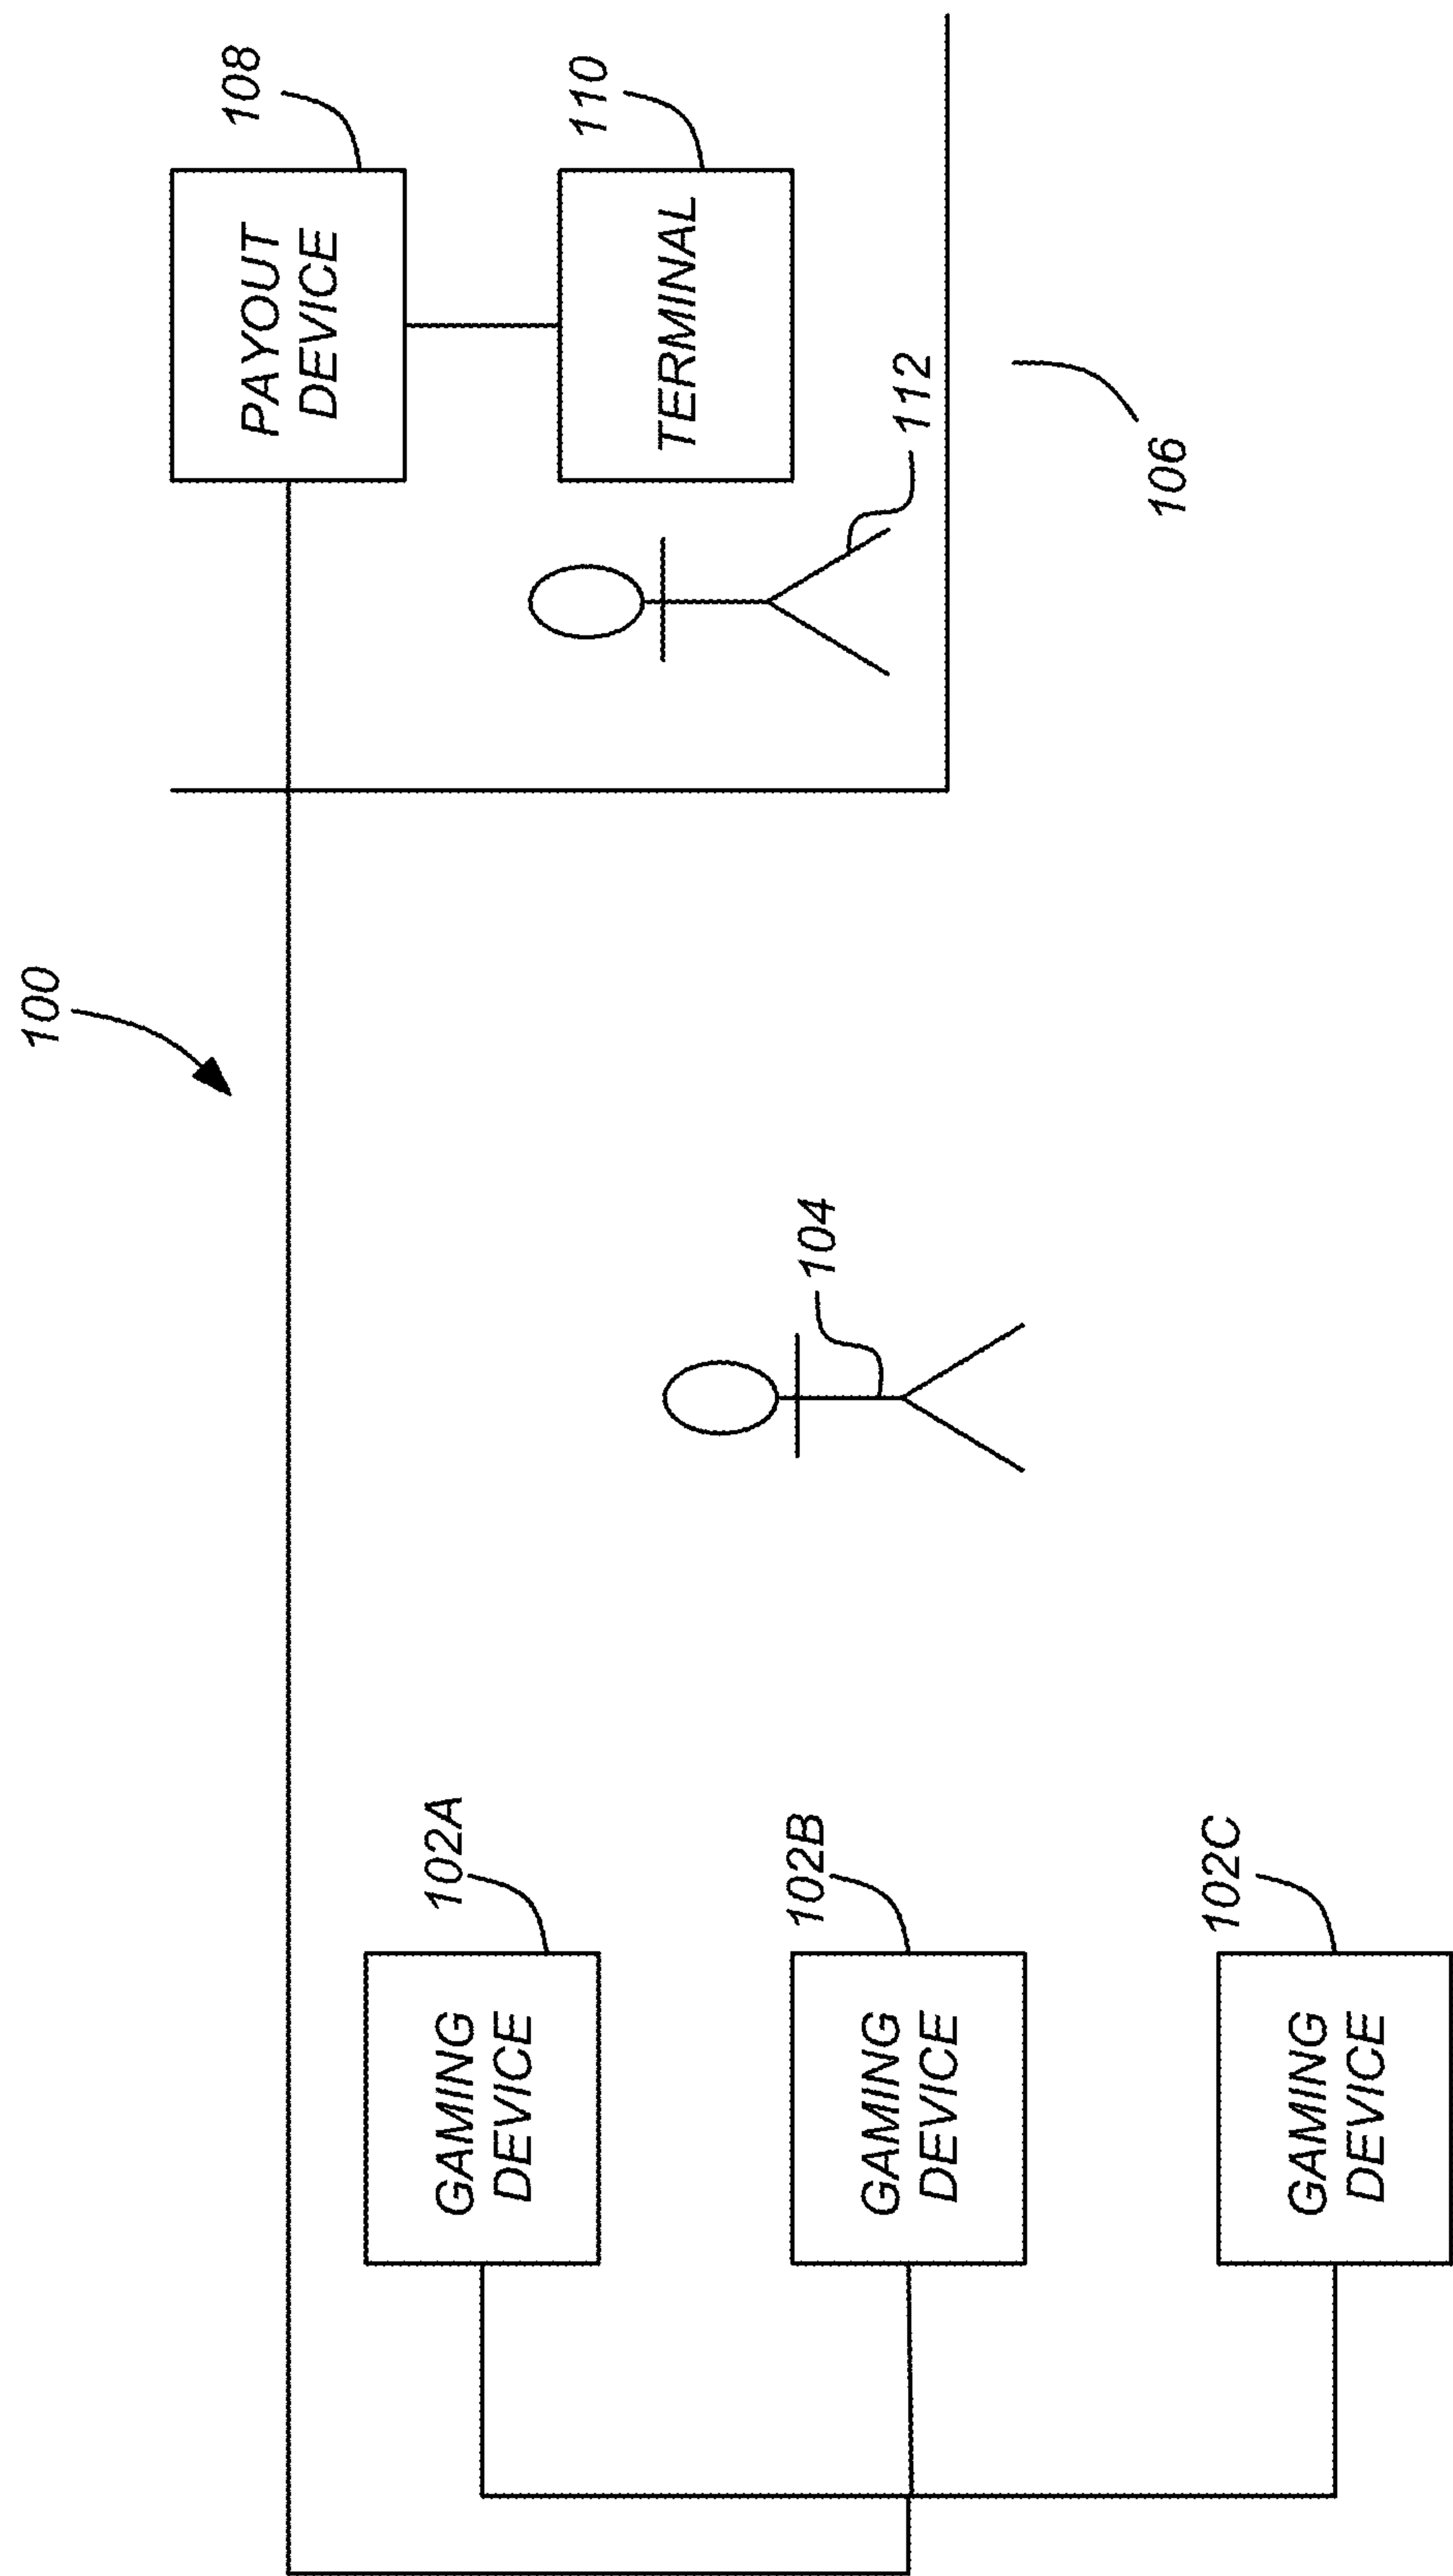 100
108
PAYOUT
DEVICE
110
TERMINAL
112
106
104
102A
GAMING
DEVICE
102B
GAMING
DEVICE
102C
GAMING
DEVICE